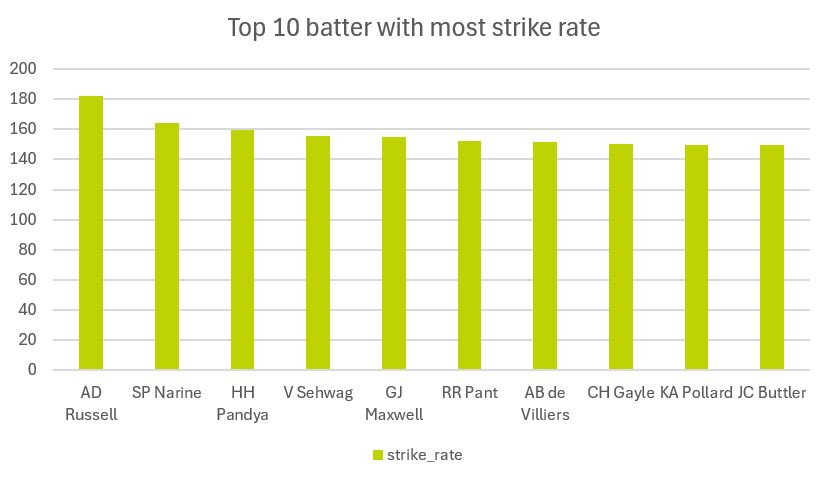 Top 10 batter with most strike rate
200
180
160
140
120
100
80
60
40
20
0
AD
Russell
SP Narine
HH
Pandya
V Sehwag
GJ
Maxwell
RR Pant
AB de
Villiers
CH Gayle
KA Pollard
JC Buttler
strike_rate